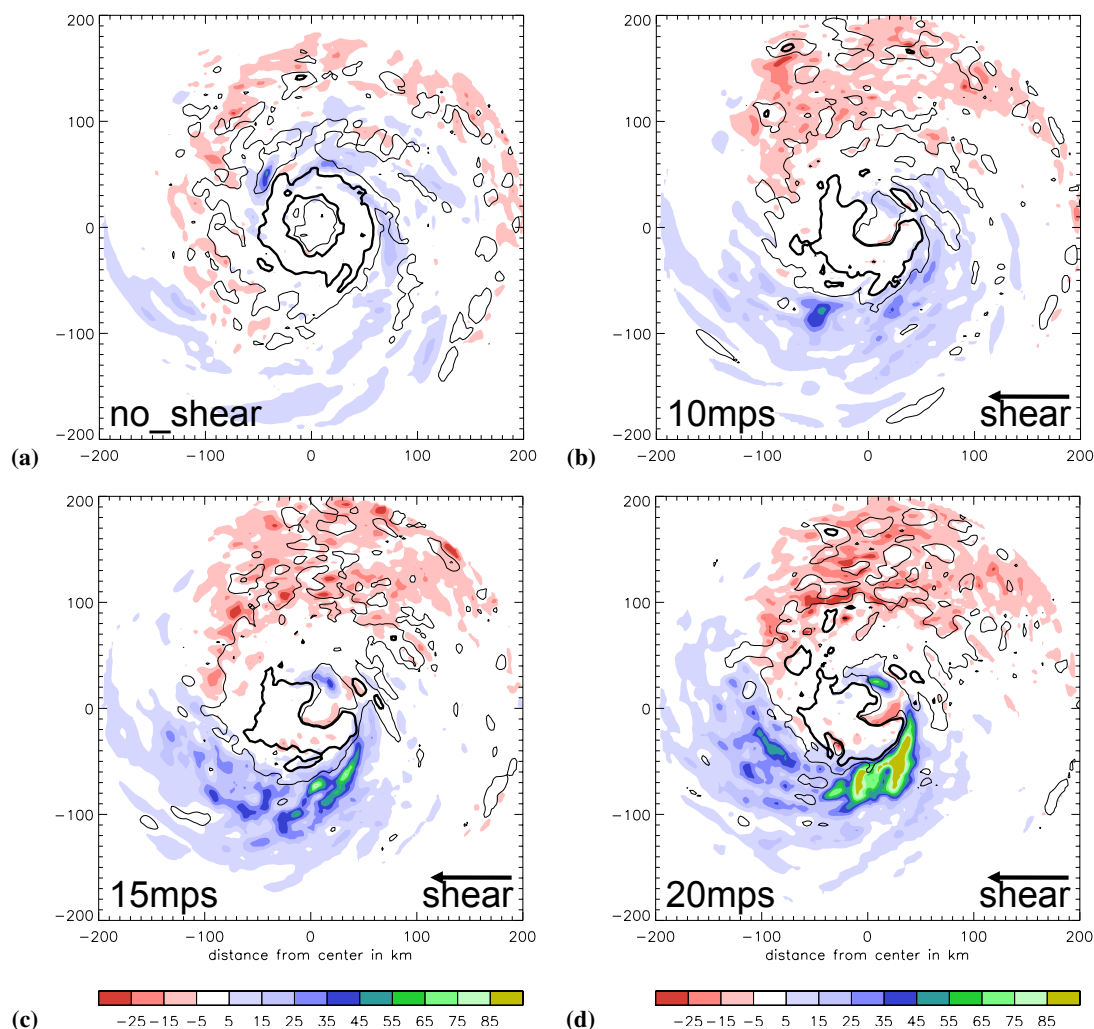 200
100
0
−100
−200
−200 −100 0 100 200
no_shear
(a)
200
100
0
−100
−200
−200 −100 0 100 200
10mps
shear
(b)
200
100
0
−100
−200
−200 −100 0 100 200
distance from center in km
15mps
shear
200
100
0
−100
−200
−200 −100 0 100 200
distance from center in km
20mps
shear
(c)
−25 −15 −5 5 15 25 35 45 55 65 75 85
(d)
−25 −15 −5 5 15 25 35 45 55 65 75 85